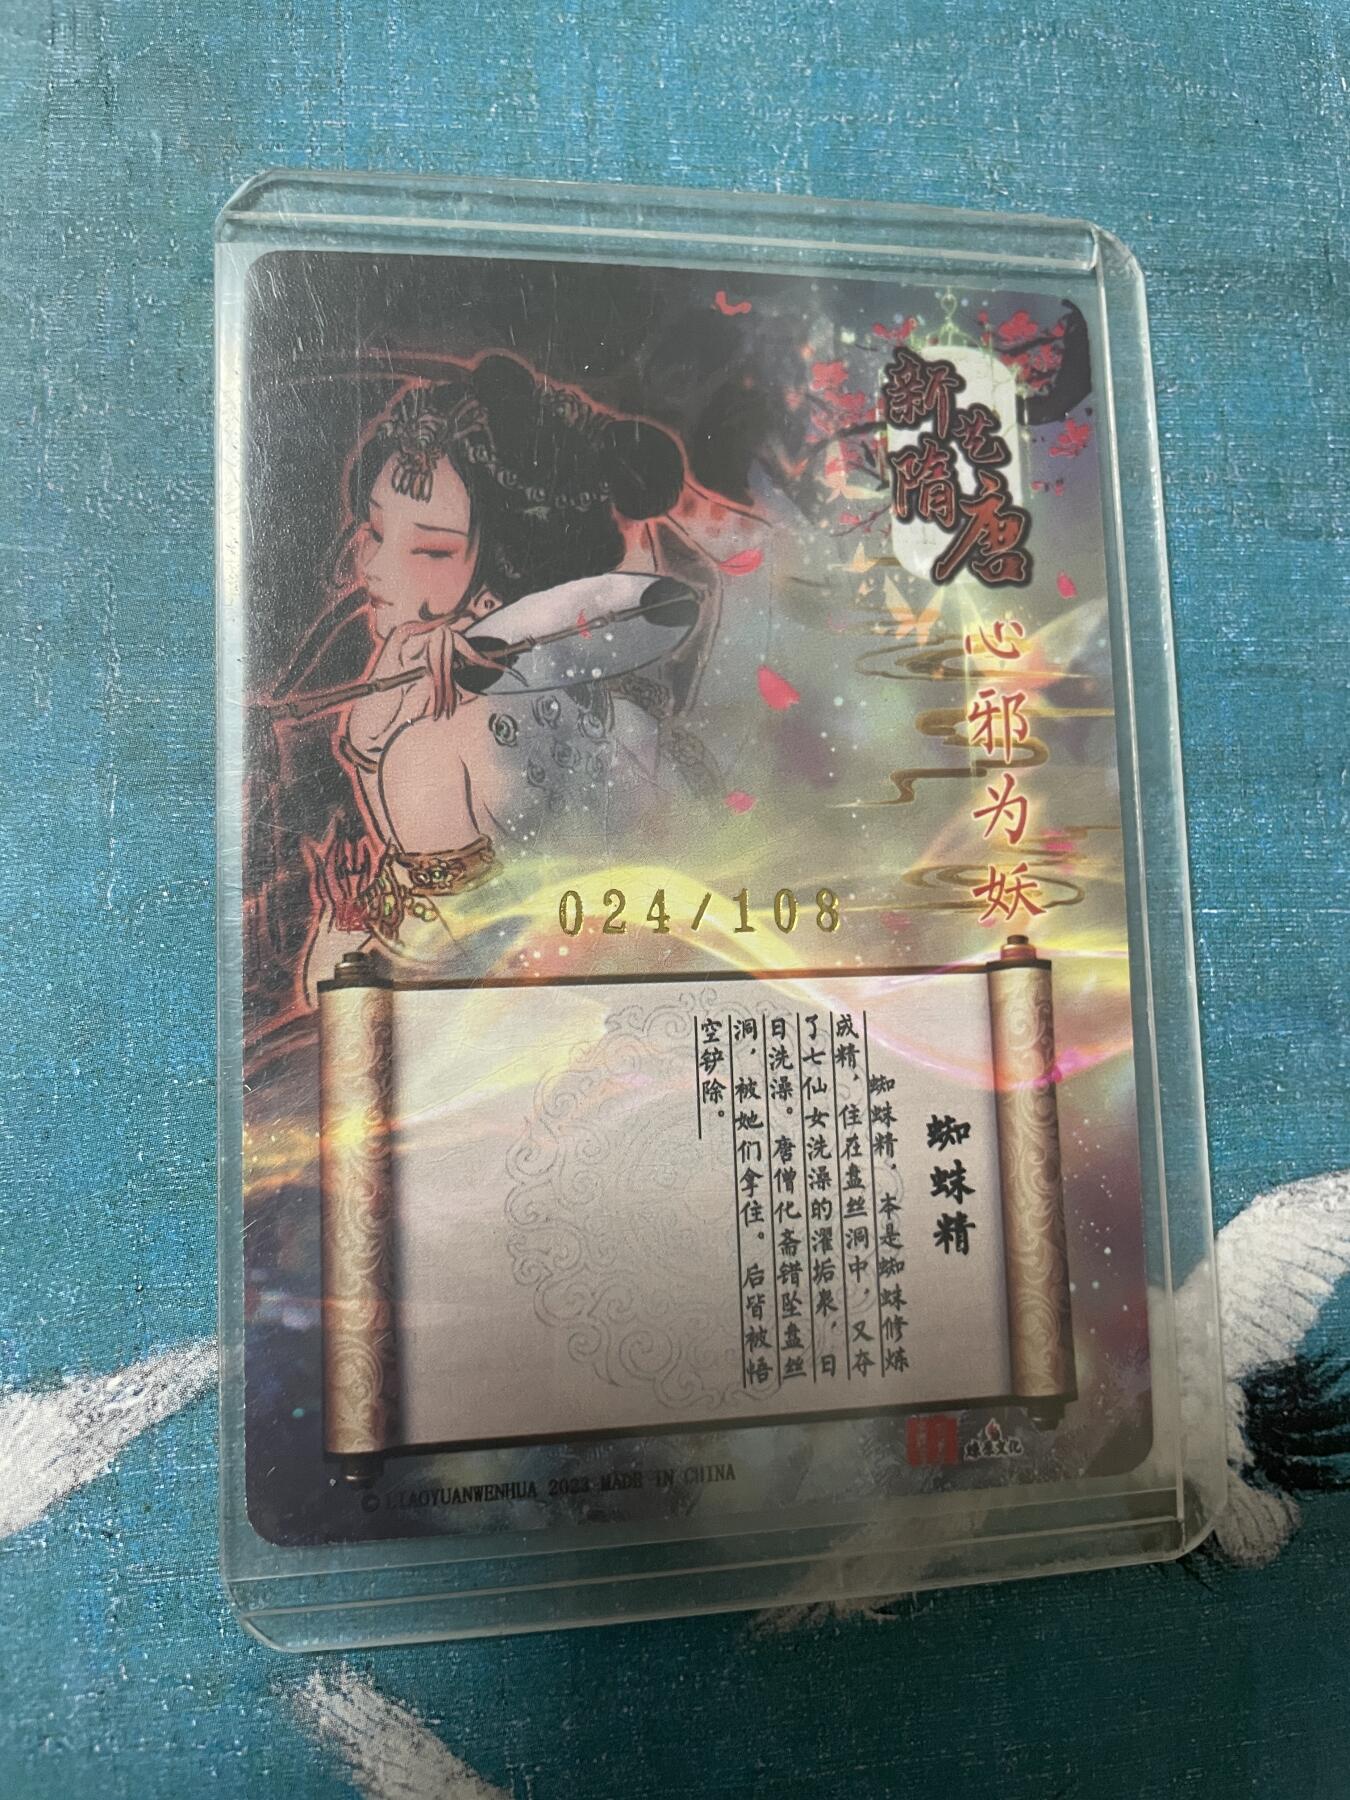 新艺隋唐
心邪为妖
024/108
蜘蛛精
蜘蛛精，本是蜘蛛修炼
成精，住在盘丝洞中，又夺
了七仙女洗澡的濯垢泉，日
日洗澡。唐僧化斋错坠盘丝
洞，被她们拿住。后皆被悟
空铲除。
燎原文化
© LIAOYUANWENHUA 2023 MADE IN CHINA